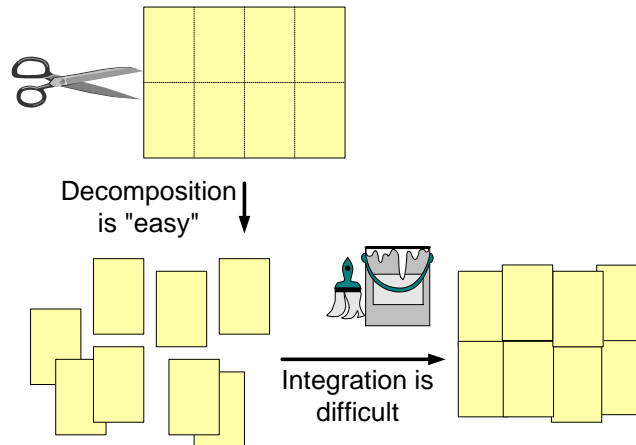 Decomposition
is "easy"
Integration is
difficult